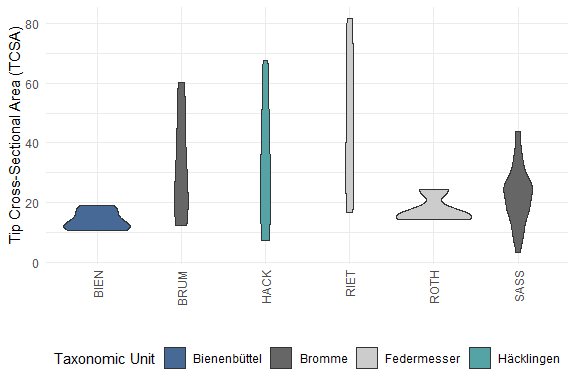 Tip Cross-Sectional Area (TCSA)
80
60
40
20
0
BIEN
BRUM
HACK
RIET
ROTH
SASS
Taxonomic Unit
Bienenbüttel
Bromme
Federmesser
Häcklingen